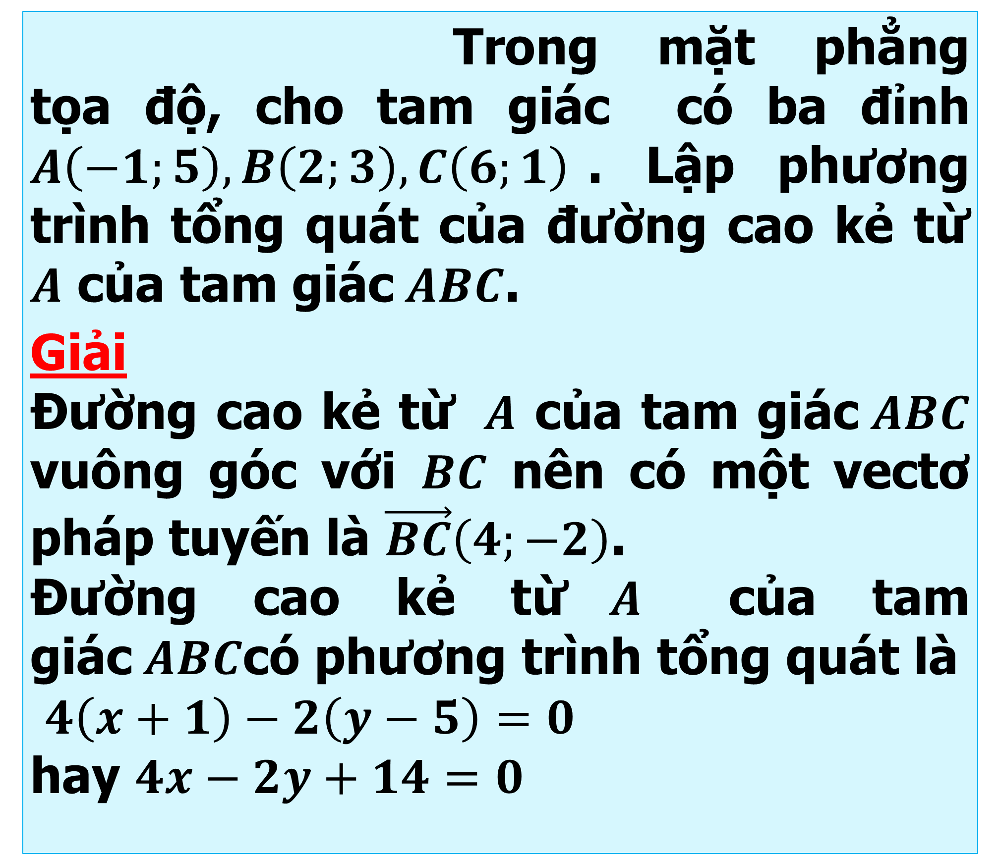 Trong mặt phẳng
tọa độ, cho tam giác có ba đỉnh
A(−1; 5), B(2; 3), C(6; 1) . Lập phương
trình tổng quát của đường cao kẻ từ
A của tam giác ABC.
Giải
Đường cao kẻ từ A của tam giác ABC
vuông góc với BC nên có một vectơ
pháp tuyến là $\overrightarrow{BC}$(4; −2).
Đường cao kẻ từ A của tam
giác ABCcó phương trình tổng quát là
4(x + 1) − 2(y − 5) = 0
hay 4x − 2y + 14 = 0